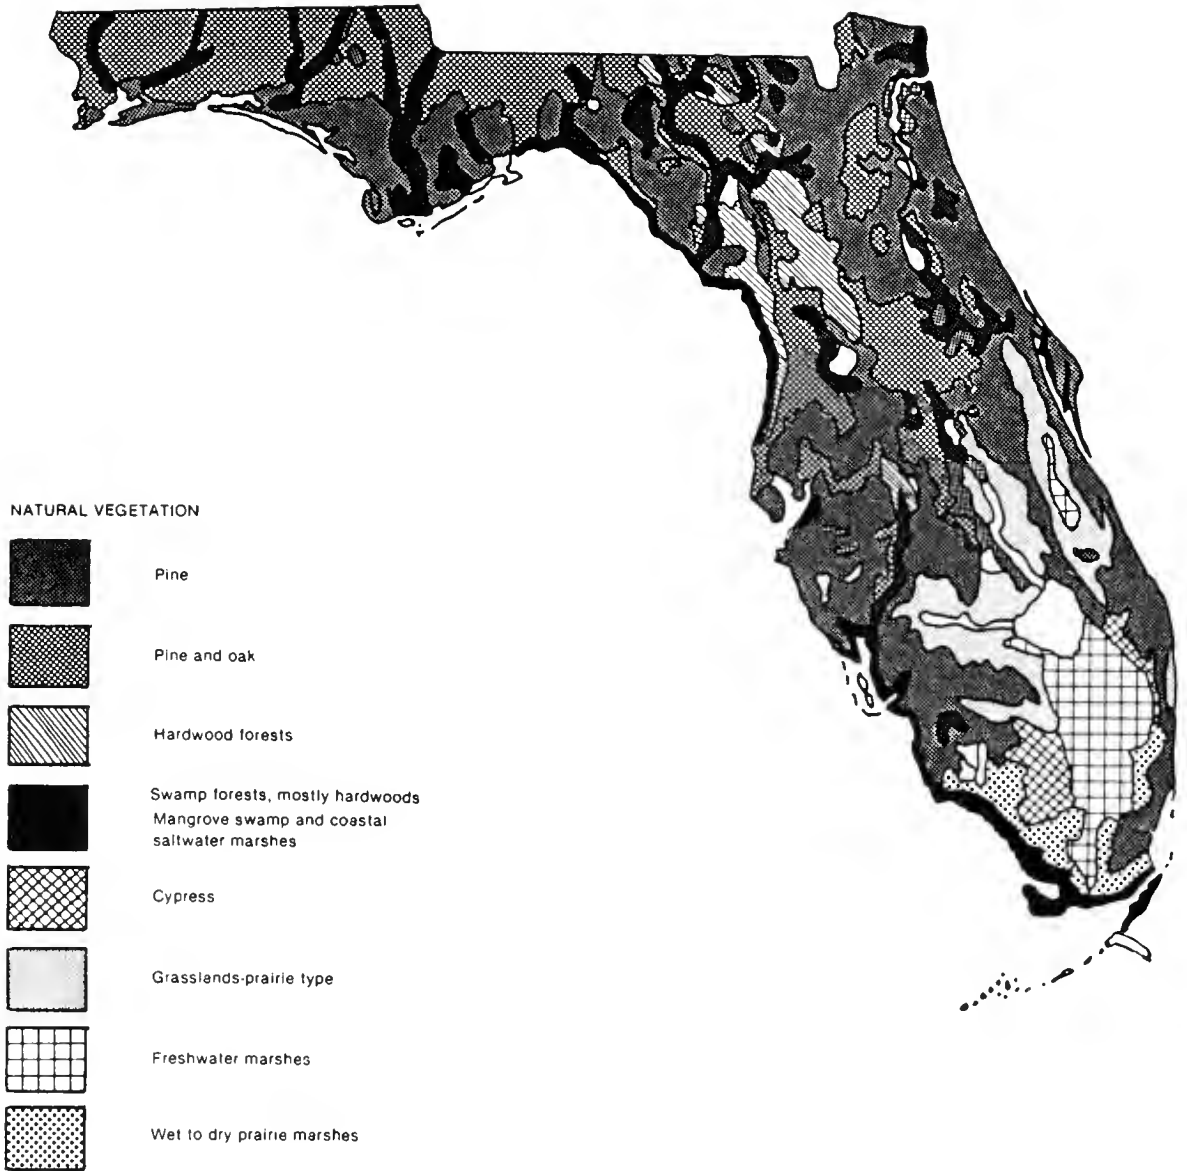 NATURAL VEGETATION
Pine
Pine and oak
Hardwood forests
Swamp forests, mostly hardwoods
Mangrove swamp and coastal
saltwater marshes
Cypress
Grasslands-prairie type
Freshwater marshes
Wet to dry prairie marshes